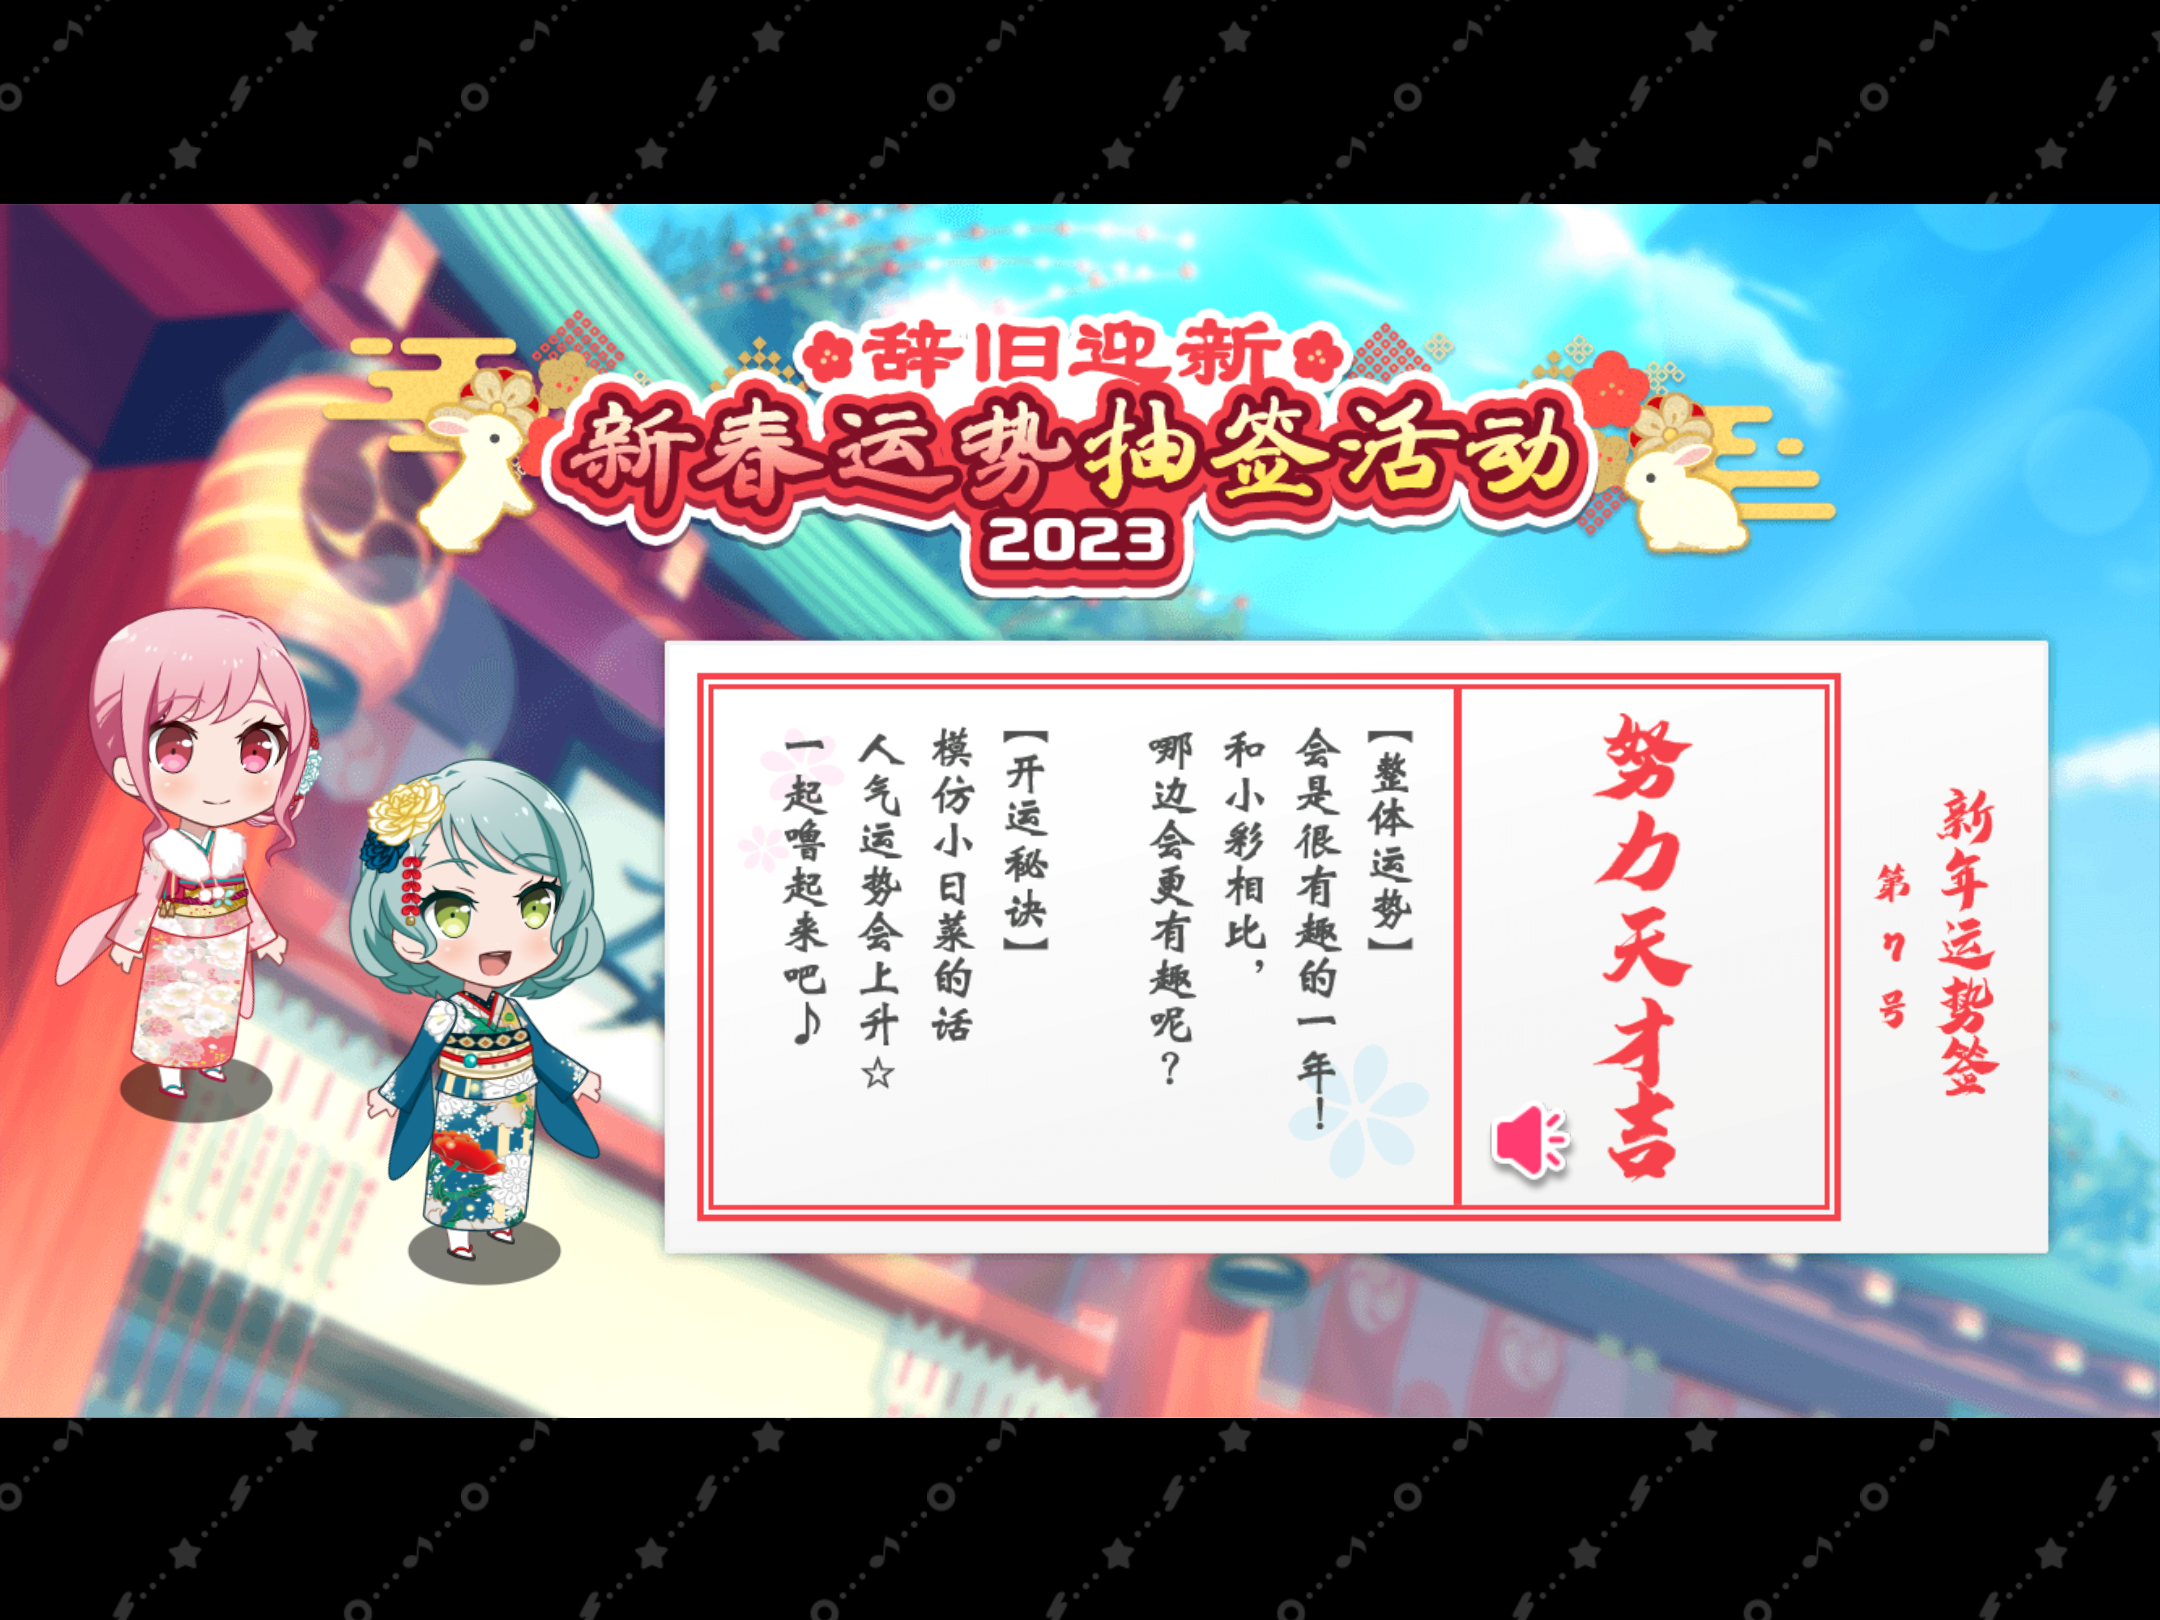 辞旧迎新
新春运势抽签活动
2023
新年运势签
第7号
努力天才吉
【整体运势】
会是很有趣的一年！
和小彩相比，
哪边会更有趣呢？
【开运秘诀】
模仿小日菜的话
人气运势会上升☆
一起噜起来吧♪